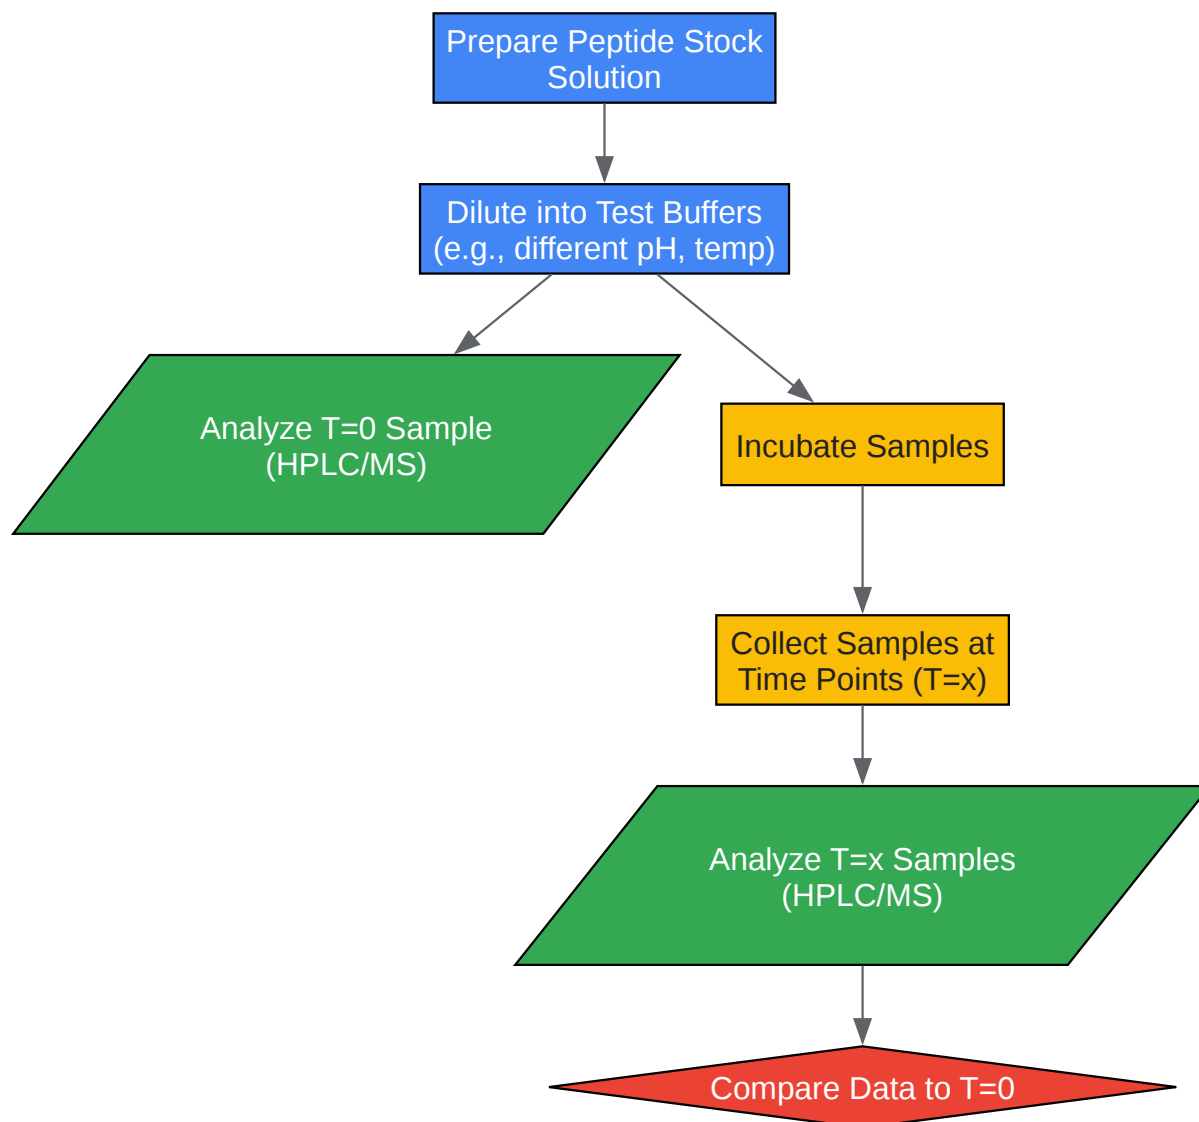 Prepare Peptide Stock
Solution
Dilute into Test Buffers
(e.g., different pH, temp)
Analyze T=0 Sample
(HPLC/MS)
Incubate Samples
Collect Samples at
Time Points (T=x)
Analyze T=x Samples
(HPLC/MS)
Compare Data to T=0